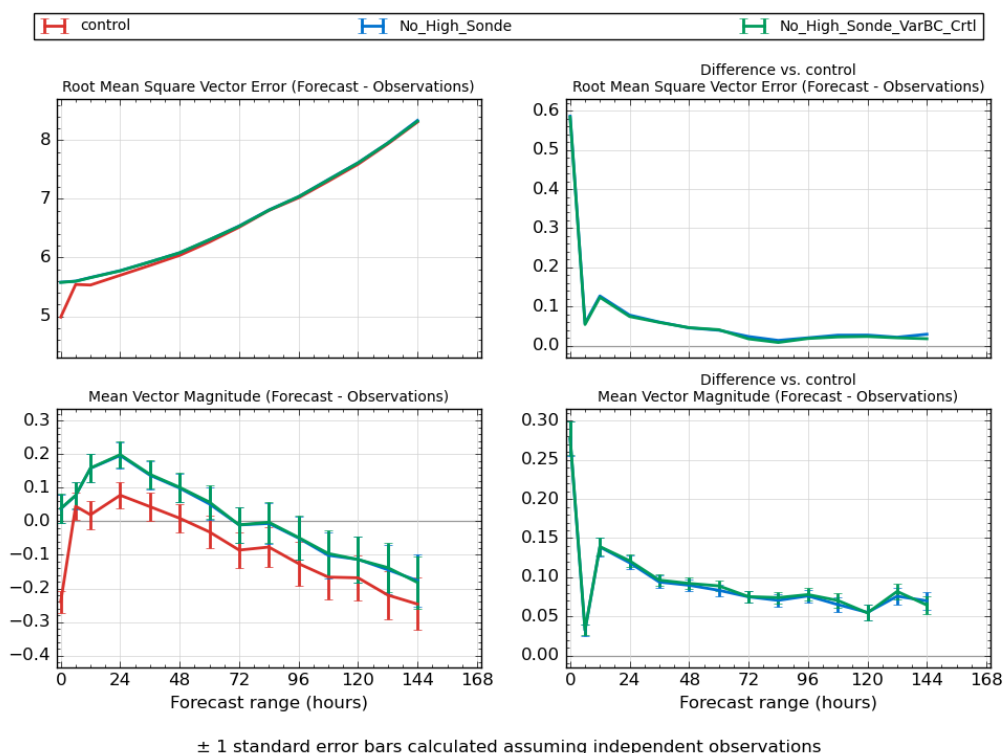 control No_High_Sonde No_High_Sonde_VarBC_Crtl
Root Mean Square Vector Error (Forecast - Observations)
8
7
6
5
Difference vs. control
Root Mean Square Vector Error (Forecast - Observations)
0.6
0.5
0.4
0.3
0.2
0.1
0.0
Mean Vector Magnitude (Forecast - Observations)
0.3
0.2
0.1
0.0
−0.1
−0.2
−0.3
−0.4
0 24 48 72 96 120 144 168
Forecast range (hours)
Difference vs. control
Mean Vector Magnitude (Forecast - Observations)
0.30
0.25
0.20
0.15
0.10
0.05
0.00
0 24 48 72 96 120 144 168
Forecast range (hours)
± 1 standard error bars calculated assuming independent observations